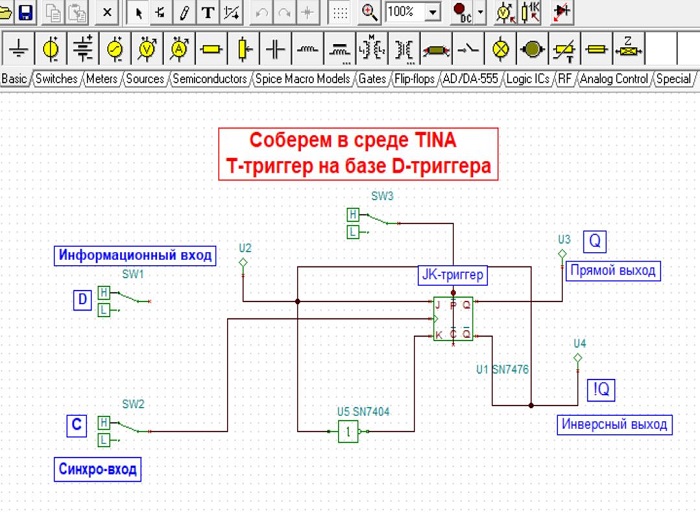 T
DC
1K
100%
M
Z
Basic Switches Meters Sources Semiconductors Spice Macro Models Gates Flip-flops AD/DA-555 Logic ICs RF Analog Control Special
Соберем в среде TINA
Т-триггер на базе D-триггера
SW3
H
L
U2
U3
Q
Информационный вход
Прямой выход
SW1
JK-триггер
D
H
L
J P Q
K C Q
U4
U1 SN7476
!Q
SW2
U5 SN7404
C
H
L
1
Инверсный выход
Синхро-вход